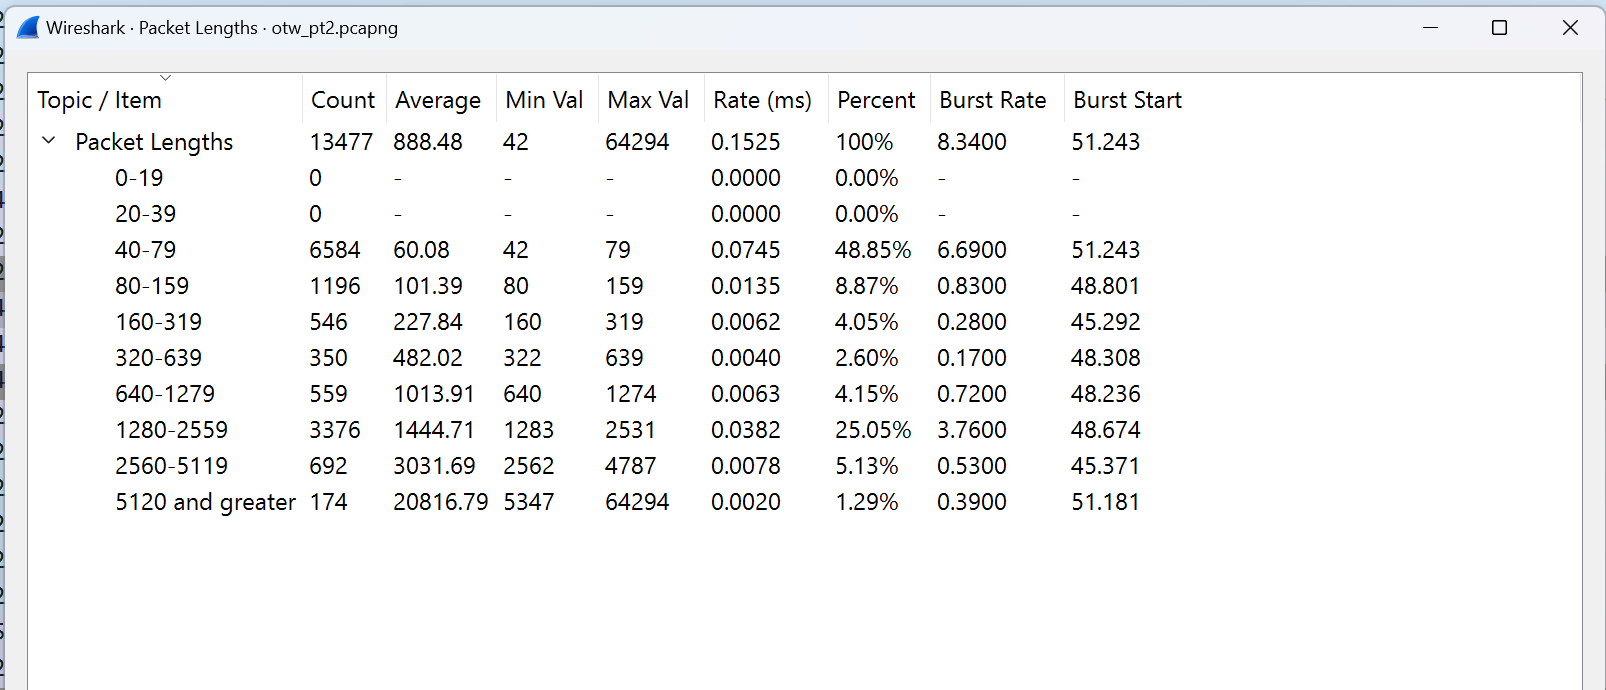 Wireshark · Packet Lengths · otw_pt2.pcapng
Topic / Item Count Average Min Val Max Val Rate (ms) Percent Burst Rate Burst Start
Packet Lengths 13477 888.48 42 64294 0.1525 100% 8.3400 51.243
0-19 0 - - - 0.0000 0.00% - -
20-39 0 - - - 0.0000 0.00% - -
40-79 6584 60.08 42 79 0.0745 48.85% 6.6900 51.243
80-159 1196 101.39 80 159 0.0135 8.87% 0.8300 48.801
160-319 546 227.84 160 319 0.0062 4.05% 0.2800 45.292
320-639 350 482.02 322 639 0.0040 2.60% 0.1700 48.308
640-1279 559 1013.91 640 1274 0.0063 4.15% 0.7200 48.236
1280-2559 3376 1444.71 1283 2531 0.0382 25.05% 3.7600 48.674
2560-5119 692 3031.69 2562 4787 0.0078 5.13% 0.5300 45.371
5120 and greater 174 20816.79 5347 64294 0.0020 1.29% 0.3900 51.181